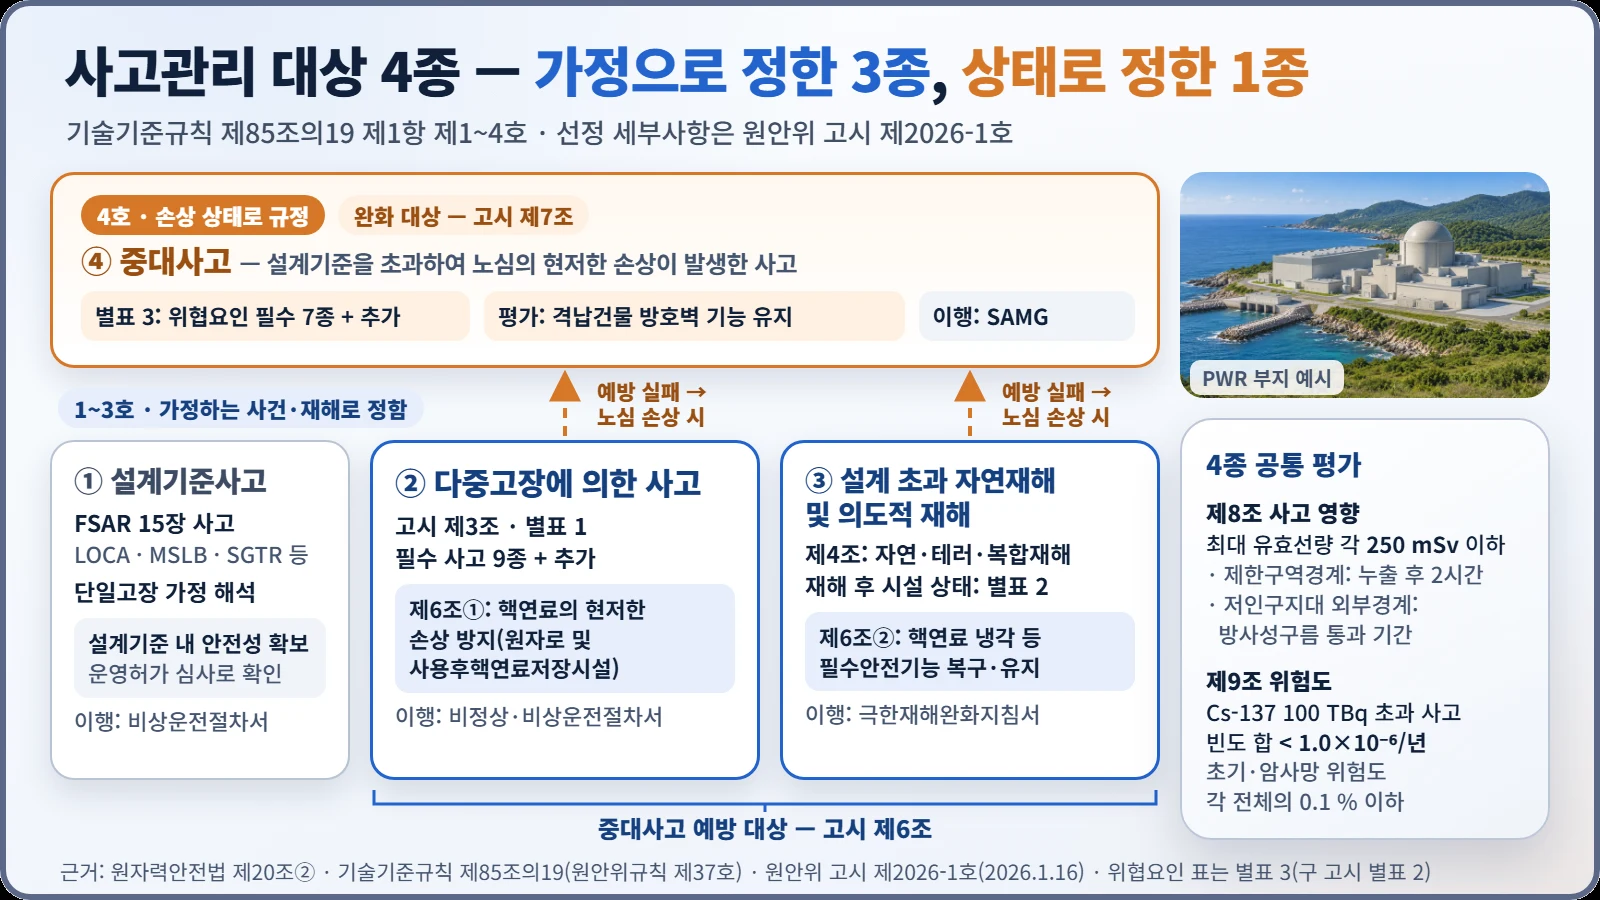 사고관리 대상 4종 — 가정으로 정한 3종, 상태로 정한 1종
기술기준규칙 제85조의19 제1항 제1~4호 · 선정 세부사항은 원안위 고시 제2026-1호
4호 · 손상 상태로 규정
완화 대상 — 고시 제7조
④ 중대사고 — 설계기준을 초과하여 노심의 현저한 손상이 발생한 사고
별표 3: 위협요인 필수 7종 + 추가
평가: 격납건물 방호벽 기능 유지
이행: SAMG
PWR 부지 예시
1~3호 · 가정하는 사건·재해로 정함
예방 실패 →
노심 손상 시
예방 실패 →
노심 손상 시
① 설계기준사고
FSAR 15장 사고
LOCA · MSLB · SGTR 등
단일고장 가정 해석
설계기준 내 안전성 확보
운영허가 심사로 확인
이행: 비상운전절차서
② 다중고장에 의한 사고
고시 제3조 · 별표 1
필수 사고 9종 + 추가
제6조①: 핵연료의 현저한
손상 방지(원자로 및
사용후핵연료저장시설)
이행: 비정상·비상운전절차서
③ 설계 초과 자연재해
및 의도적 재해
제4조: 자연·테러·복합재해
재해 후 시설 상태: 별표 2
제6조②: 핵연료 냉각 등
필수안전기능 복구·유지
이행: 극한재해완화지침서
중대사고 예방 대상 — 고시 제6조
4종 공통 평가
제8조 사고 영향
최대 유효선량 각 250 mSv 이하
· 제한구역경계: 누출 후 2시간
· 저인구지대 외부경계:
방사성구름 통과 기간
제9조 위험도
Cs-137 100 TBq 초과 사고
빈도 합 < 1.0×10⁻⁶/년
초기·암사망 위험도
각 전체의 0.1 % 이하
근거: 원자력안전법 제20조② · 기술기준규칙 제85조의19(원안위규칙 제37호) · 원안위 고시 제2026-1호(2026.1.16) · 위협요인 표는 별표 3(구 고시 별표 2)